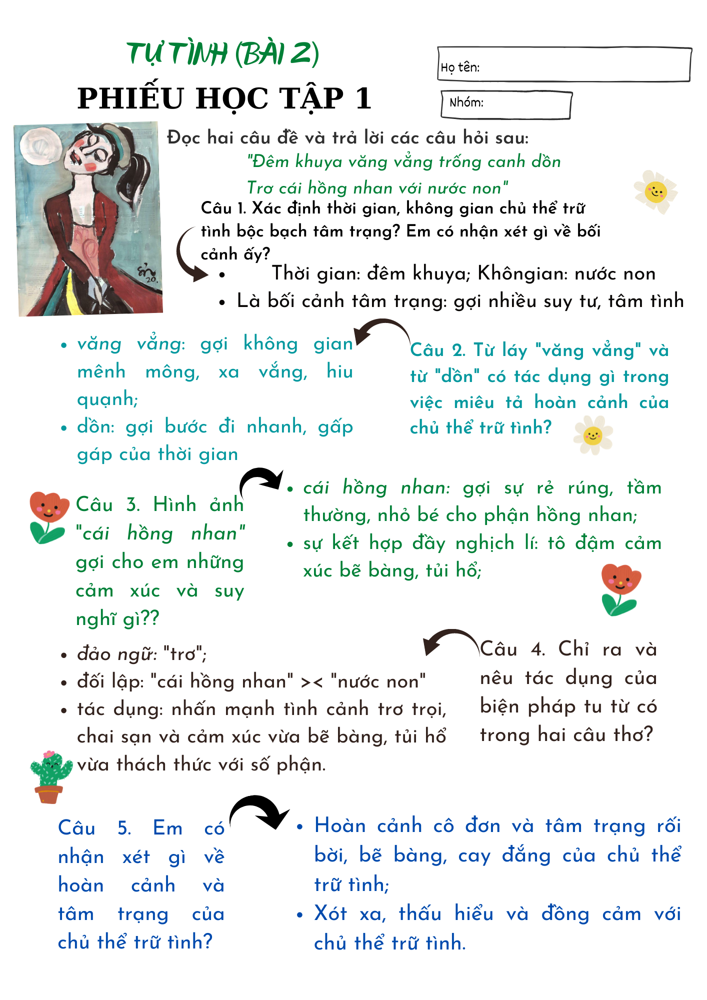 TỰ TÌNH (BÀI 2)
PHIẾU HỌC TẬP 1
Họ tên:
Nhóm:
Đọc hai câu đề và trả lời các câu hỏi sau:
"Đêm khuya văng vẳng trống canh dồn
Trơ cái hồng nhan với nước non"
Câu 1. Xác định thời gian, không gian chủ thể trữ
tình bộc bạch tâm trạng? Em có nhận xét gì về bối
cảnh ấy?
• Thời gian: đêm khuya; Khôngian: nước non
• Là bối cảnh tâm trạng: gợi nhiều suy tư, tâm tình
20.
Câu 2. Từ láy "văng vẳng" và
từ "dồn" có tác dụng gì trong
việc miêu tả hoàn cảnh của
chủ thể trữ tình?
• văng vẳng: gợi không gian
mênh mông, xa vắng, hiu
quạnh;
• dồn: gợi bước đi nhanh, gấp
gáp của thời gian
Câu 3. Hình ảnh
"cái hồng nhan"
gợi cho em những
cảm xúc và suy
nghĩ gì??
• cái hồng nhan: gợi sự rẻ rúng, tầm
thường, nhỏ bé cho phận hồng nhan;
• sự kết hợp đầy nghịch lí: tô đậm cảm
xúc bẽ bàng, tủi hổ;
Câu 4. Chỉ ra và
nêu tác dụng của
biện pháp tu từ có
trong hai câu thơ?
• đảo ngữ: "trơ";
• đối lập: "cái hồng nhan" >< "nước non"
• tác dụng: nhấn mạnh tình cảnh trơ trọi,
chai sạn và cảm xúc vừa bẽ bàng, tủi hổ
vừa thách thức với số phận.
Câu 5. Em có
nhận xét gì về
hoàn cảnh và
tâm trạng của
chủ thể trữ tình?
• Hoàn cảnh cô đơn và tâm trạng rối
bời, bẽ bàng, cay đắng của chủ thể
trữ tình;
• Xót xa, thấu hiểu và đồng cảm với
chủ thể trữ tình.